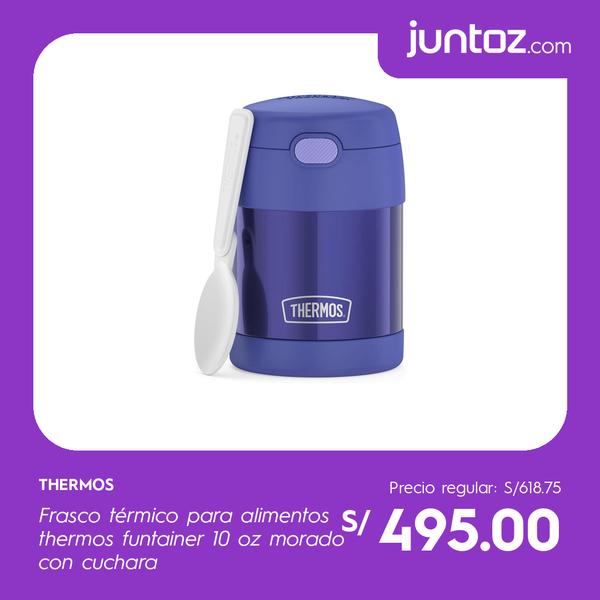 juntoz.com
THERMOS
THERMOS
Frasco térmico para alimentos
thermos funtainer 10 oz morado
con cuchara
Precio regular: S/618.75
S/ 495.00